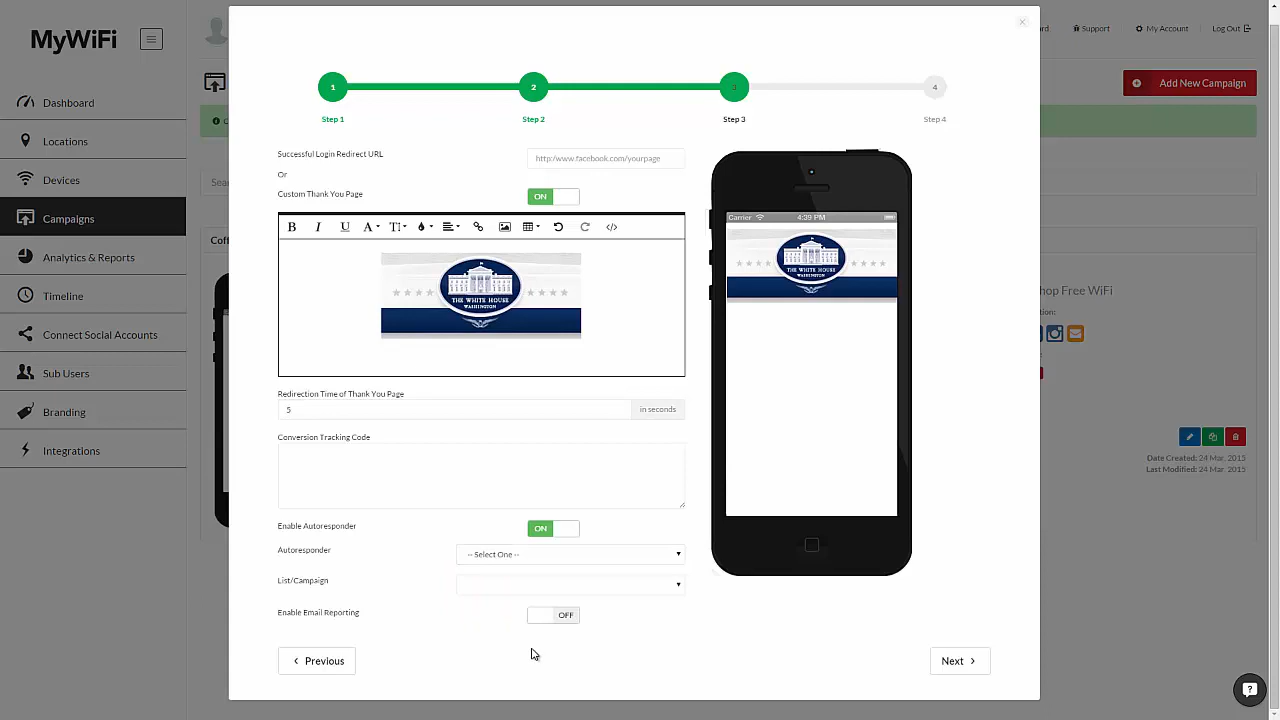 MyWiFi
Support
My Account
Log Out
Add New Campaign
Dashboard
Locations
Devices
Campaigns
Analytics & Reports
Timeline
Connect Social Accounts
Sub Users
Branding
Integrations
1
2
3
4
Step 1
Step 2
Step 3
Step 4
Successful Login Redirect URL
http:/www.facebook.com/yourpage
Or
Custom Thank You Page
ON
B I U A
THE WHITE HOUSE
WASHINGTON
Redirection Time of Thank You Page
5
in seconds
Conversion Tracking Code
Enable Autoresponder
ON
Autoresponder
-- Select One --
List/Campaign
Enable Email Reporting
OFF
Previous
Next
Carrier
4:39 PM
THE WHITE HOUSE
WASHINGTON
hop Free WiFi
Date Created: 24 Mar, 2015
Last Modified: 24 Mar, 2015